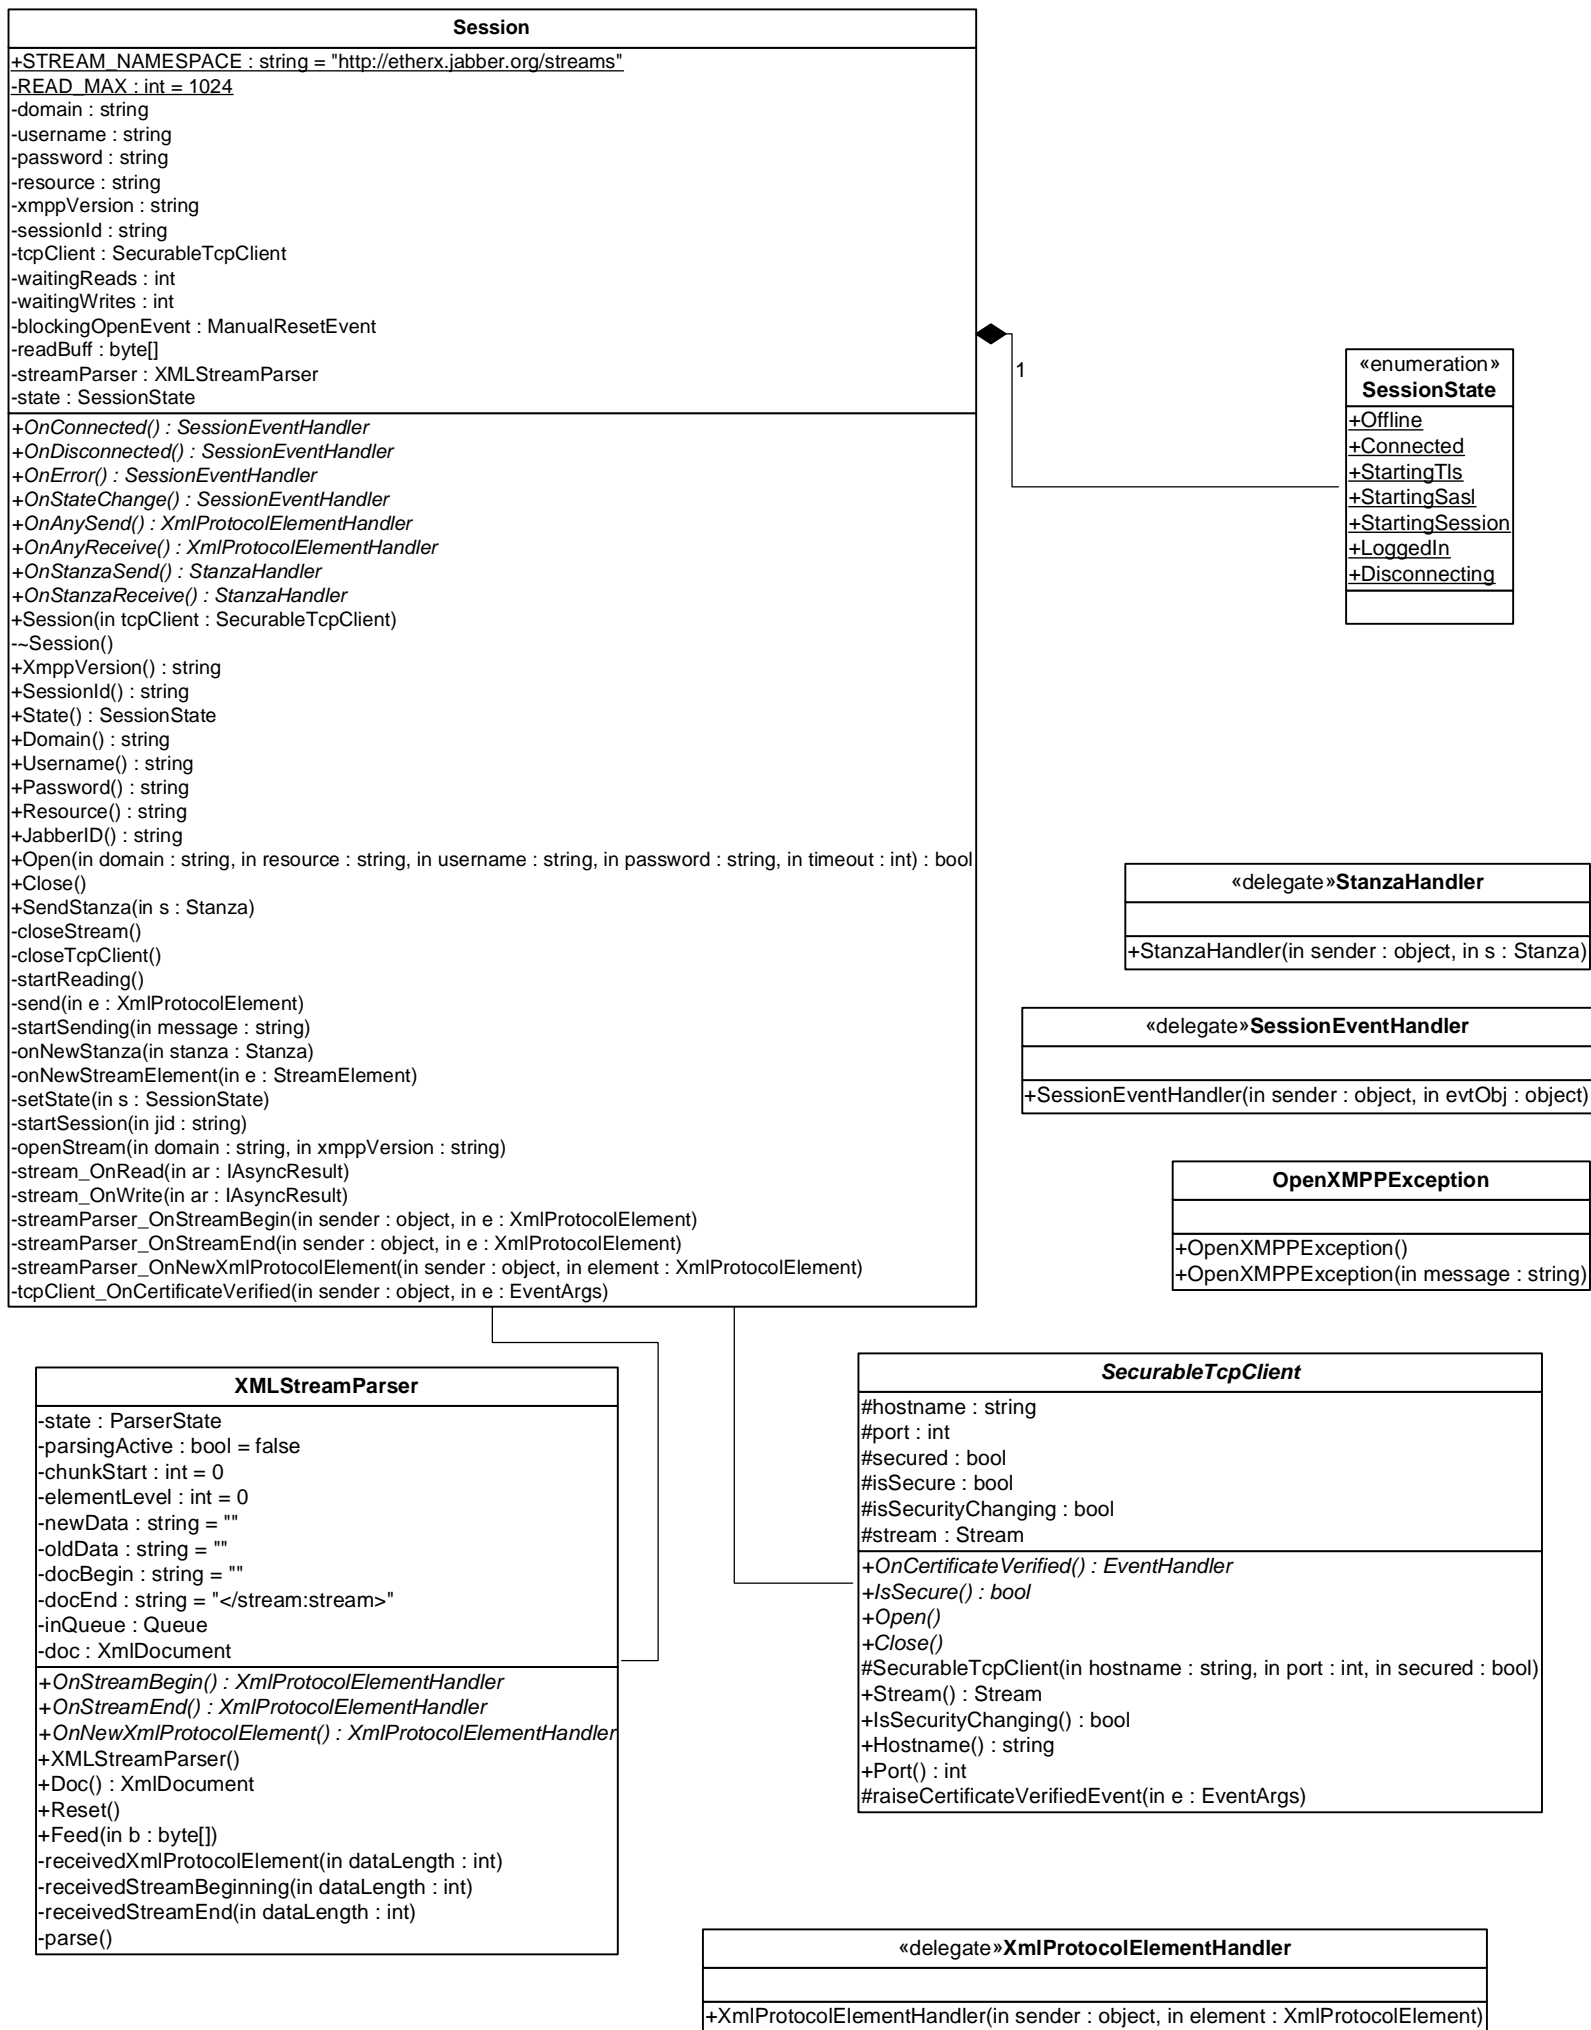 Session
+STREAM_NAMESPACE : string = "http://etherx.jabber.org/streams"
-READ_MAX : int = 1024
-domain : string
-username : string
-password : string
-resource : string
-xmppVersion : string
-sessionId : string
-tcpClient : SecurableTcpClient
-waitingReads : int
-waitingWrites : int
-blockingOpenEvent : ManualResetEvent
-readBuff : byte[]
-streamParser : XMLStreamParser
-state : SessionState
+OnConnected() : SessionEventHandler
+OnDisconnected() : SessionEventHandler
+OnError() : SessionEventHandler
+OnStateChange() : SessionEventHandler
+OnAnySend() : XmlProtocolElementHandler
+OnAnyReceive() : XmlProtocolElementHandler
+OnStanzaSend() : StanzaHandler
+OnStanzaReceive() : StanzaHandler
+Session(in tcpClient : SecurableTcpClient)
-~Session()
+XmppVersion() : string
+SessionId() : string
+State() : SessionState
+Domain() : string
+Username() : string
+Password() : string
+Resource() : string
+JabberID() : string
+Open(in domain : string, in resource : string, in username : string, in password : string, in timeout : int) : bool
+Close()
+SendStanza(in s : Stanza)
-closeStream()
-closeTcpClient()
-startReading()
-send(in e : XmlProtocolElement)
-startSending(in message : string)
-onNewStanza(in stanza : Stanza)
-onNewStreamElement(in e : StreamElement)
-setState(in s : SessionState)
-startSession(in jid : string)
-openStream(in domain : string, in xmppVersion : string)
-stream_OnRead(in ar : IAsyncResult)
-stream_OnWrite(in ar : IAsyncResult)
-streamParser_OnStreamBegin(in sender : object, in e : XmlProtocolElement)
-streamParser_OnStreamEnd(in sender : object, in e : XmlProtocolElement)
-streamParser_OnNewXmlProtocolElement(in sender : object, in element : XmlProtocolElement)
-tcpClient_OnCertificateVerified(in sender : object, in e : EventArgs)
1
«enumeration»
SessionState
+Offline
+Connected
+StartingTls
+StartingSasl
+StartingSession
+LoggedIn
+Disconnecting
«delegate»StanzaHandler
+StanzaHandler(in sender : object, in s : Stanza)
«delegate»SessionEventHandler
+SessionEventHandler(in sender : object, in evtObj : object)
OpenXMPPException
+OpenXMPPException()
+OpenXMPPException(in message : string)
XMLStreamParser
-state : ParserState
-parsingActive : bool = false
-chunkStart : int = 0
-elementLevel : int = 0
-newData : string = ""
-oldData : string = ""
-docBegin : string = ""
-docEnd : string = "</stream:stream>"
-inQueue : Queue
-doc : XmlDocument
+OnStreamBegin() : XmlProtocolElementHandler
+OnStreamEnd() : XmlProtocolElementHandler
+OnNewXmlProtocolElement() : XmlProtocolElementHandler
+XMLStreamParser()
+Doc() : XmlDocument
+Reset()
+Feed(in b : byte[])
-receivedXmlProtocolElement(in dataLength : int)
-receivedStreamBeginning(in dataLength : int)
-receivedStreamEnd(in dataLength : int)
-parse()
SecurableTcpClient
#hostname : string
#port : int
#secured : bool
#isSecure : bool
#isSecurityChanging : bool
#stream : Stream
+OnCertificateVerified() : EventHandler
+IsSecure() : bool
+Open()
+Close()
#SecurableTcpClient(in hostname : string, in port : int, in secured : bool)
+Stream() : Stream
+IsSecurityChanging() : bool
+Hostname() : string
+Port() : int
#raiseCertificateVerifiedEvent(in e : EventArgs)
«delegate»XmlProtocolElementHandler
+XmlProtocolElementHandler(in sender : object, in element : XmlProtocolElement)